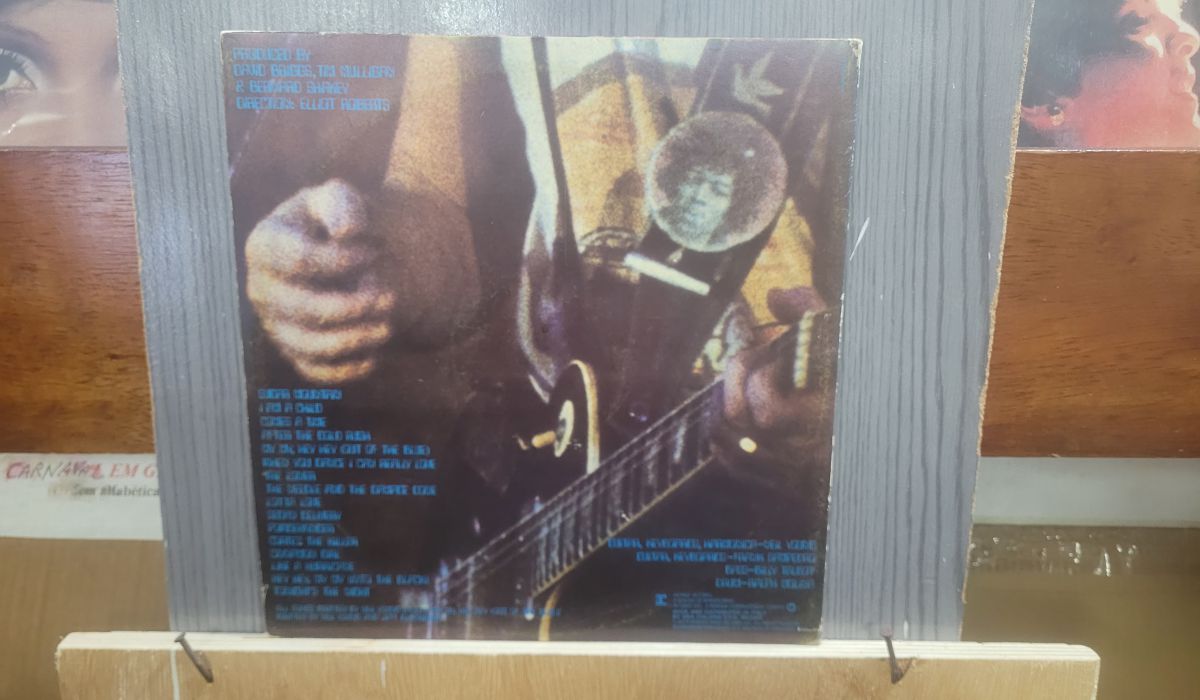 PRODUCED BY
DAVID BRIGGS, TIM MULLIGAN
& BERNARD SHAKEY
DIRECTION: ELLIOT ROBERTS
SUGAR MOUNTAIN
I AM A CHILD
COMES A TIME
AFTER THE GOLD RUSH
MY MY, HEY HEY (OUT OF THE BLUE)
WHEN YOU DANCE I CAN REALLY LOVE
THE LONER
THE NEEDLE AND THE DAMAGE DONE
LOTTA LOVE
SEDAN DELIVERY
POWDERFINGER
CORTEZ THE KILLER
CINNAMON GIRL
LIKE A HURRICANE
HEY HEY, MY MY (INTO THE BLACK)
TONIGHT'S THE NIGHT
GUITAR, KEYBOARDS, HARMONICA-NEIL YOUNG
GUITAR, KEYBOARDS-FRANK SAMPEDRO
BASS-BILLY TALBOT
DRUMS-RALPH MOLINA
CARNAVAL EM G
Som